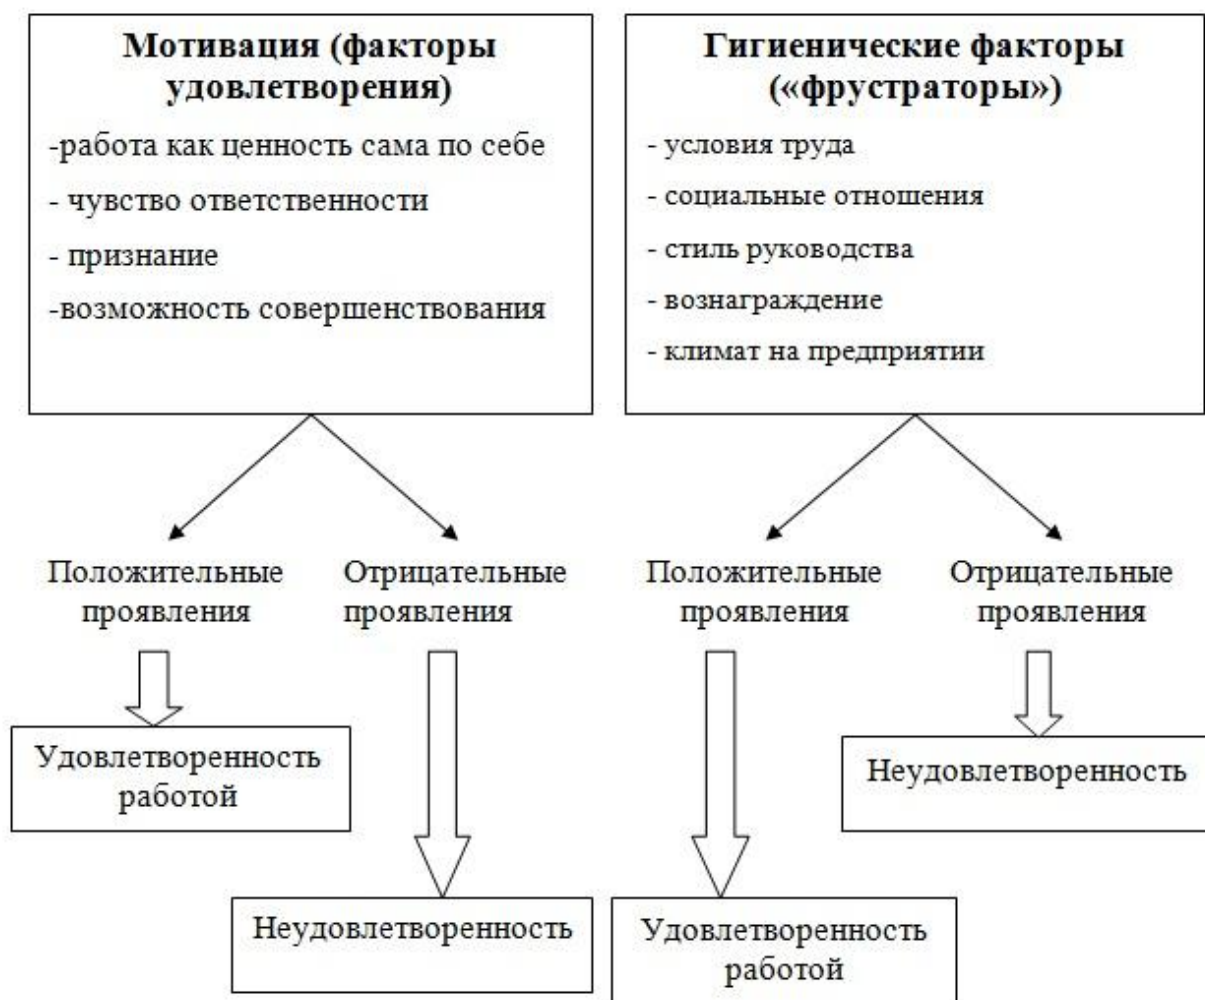 Мотивация (факторы
удовлетворения)
-работа как ценность сама по себе
- чувство ответственности
- признание
-возможность совершенствования
Гигиенические факторы
(«фрустраторы»)
- условия труда
- социальные отношения
- стиль руководства
- вознаграждение
- климат на предприятии
Положительные
проявления
Отрицательные
проявления
Положительные
проявления
Отрицательные
проявления
Удовлетворенность
работой
Неудовлетворенность
Удовлетворенность
работой
Неудовлетворенность